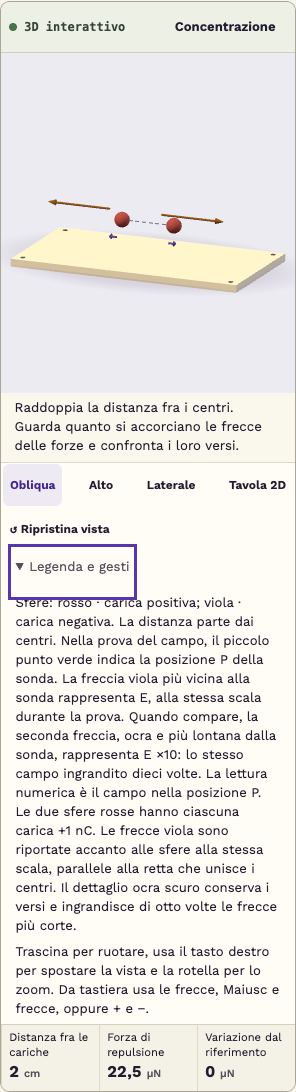 3D interattivo Concentrazione
Raddoppia la distanza fra i centri.
Guarda quanto si accorciano le frecce
delle forze e confronta i loro versi.
Obliqua Alto Laterale Tavola 2D
↺ Ripristina vista
▼ Legenda e gesti
Sfere: rosso · carica positiva; viola ·
carica negativa. La distanza parte dai
centri. Nella prova del campo, il piccolo
punto verde indica la posizione P della
sonda. La freccia viola più vicina alla
sonda rappresenta E, alla stessa scala
durante la prova. Quando compare, la
seconda freccia, ocra e più lontana dalla
sonda, rappresenta E ×10: lo stesso
campo ingrandito dieci volte. La lettura
numerica è il campo nella posizione P.
Le due sfere rosse hanno ciascuna
carica +1 nC. Le frecce viola sono
riportate accanto alle sfere alla stessa
scala, parallele alla retta che unisce i
centri. Il dettaglio ocra scuro conserva i
versi e ingrandisce di otto volte le frecce
più corte.
Trascina per ruotare, usa il tasto destro
per spostare la vista e la rotella per lo
zoom. Da tastiera usa le frecce, Maiusc e
frecce, oppure + e −.
Distanza fra le cariche
2 cm
Forza di repulsione
22,5 μN
Variazione dal riferimento
0 μN